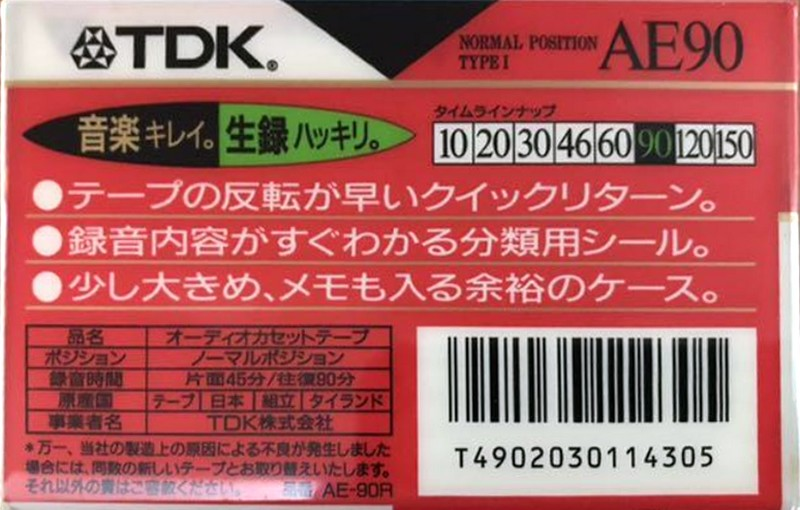 TDK®
NORMAL POSITION
TYPE I
AE90
音楽キレイ。生録ハッキリ。
タイムラインナップ
10 20 30 46 60 90 120 150
●テープの反転が早いクイックリターン。
●録音内容がすぐわかる分類用シール。
●少し大きめ、メモも入る余裕のケース。
品名 オーディオカセットテープ
ポジション ノーマルポジション
録音時間 片面45分/往復90分
原産国 テープ 日本 組立 タイランド
事業者名 TDK株式会社
*万一、当社の製造上の原因による不良が発生しました
場合には、同数の新しいテープとお取り替えいたします。
それ以外の責はご容赦ください。 品番 AE-90R
T4902030114305